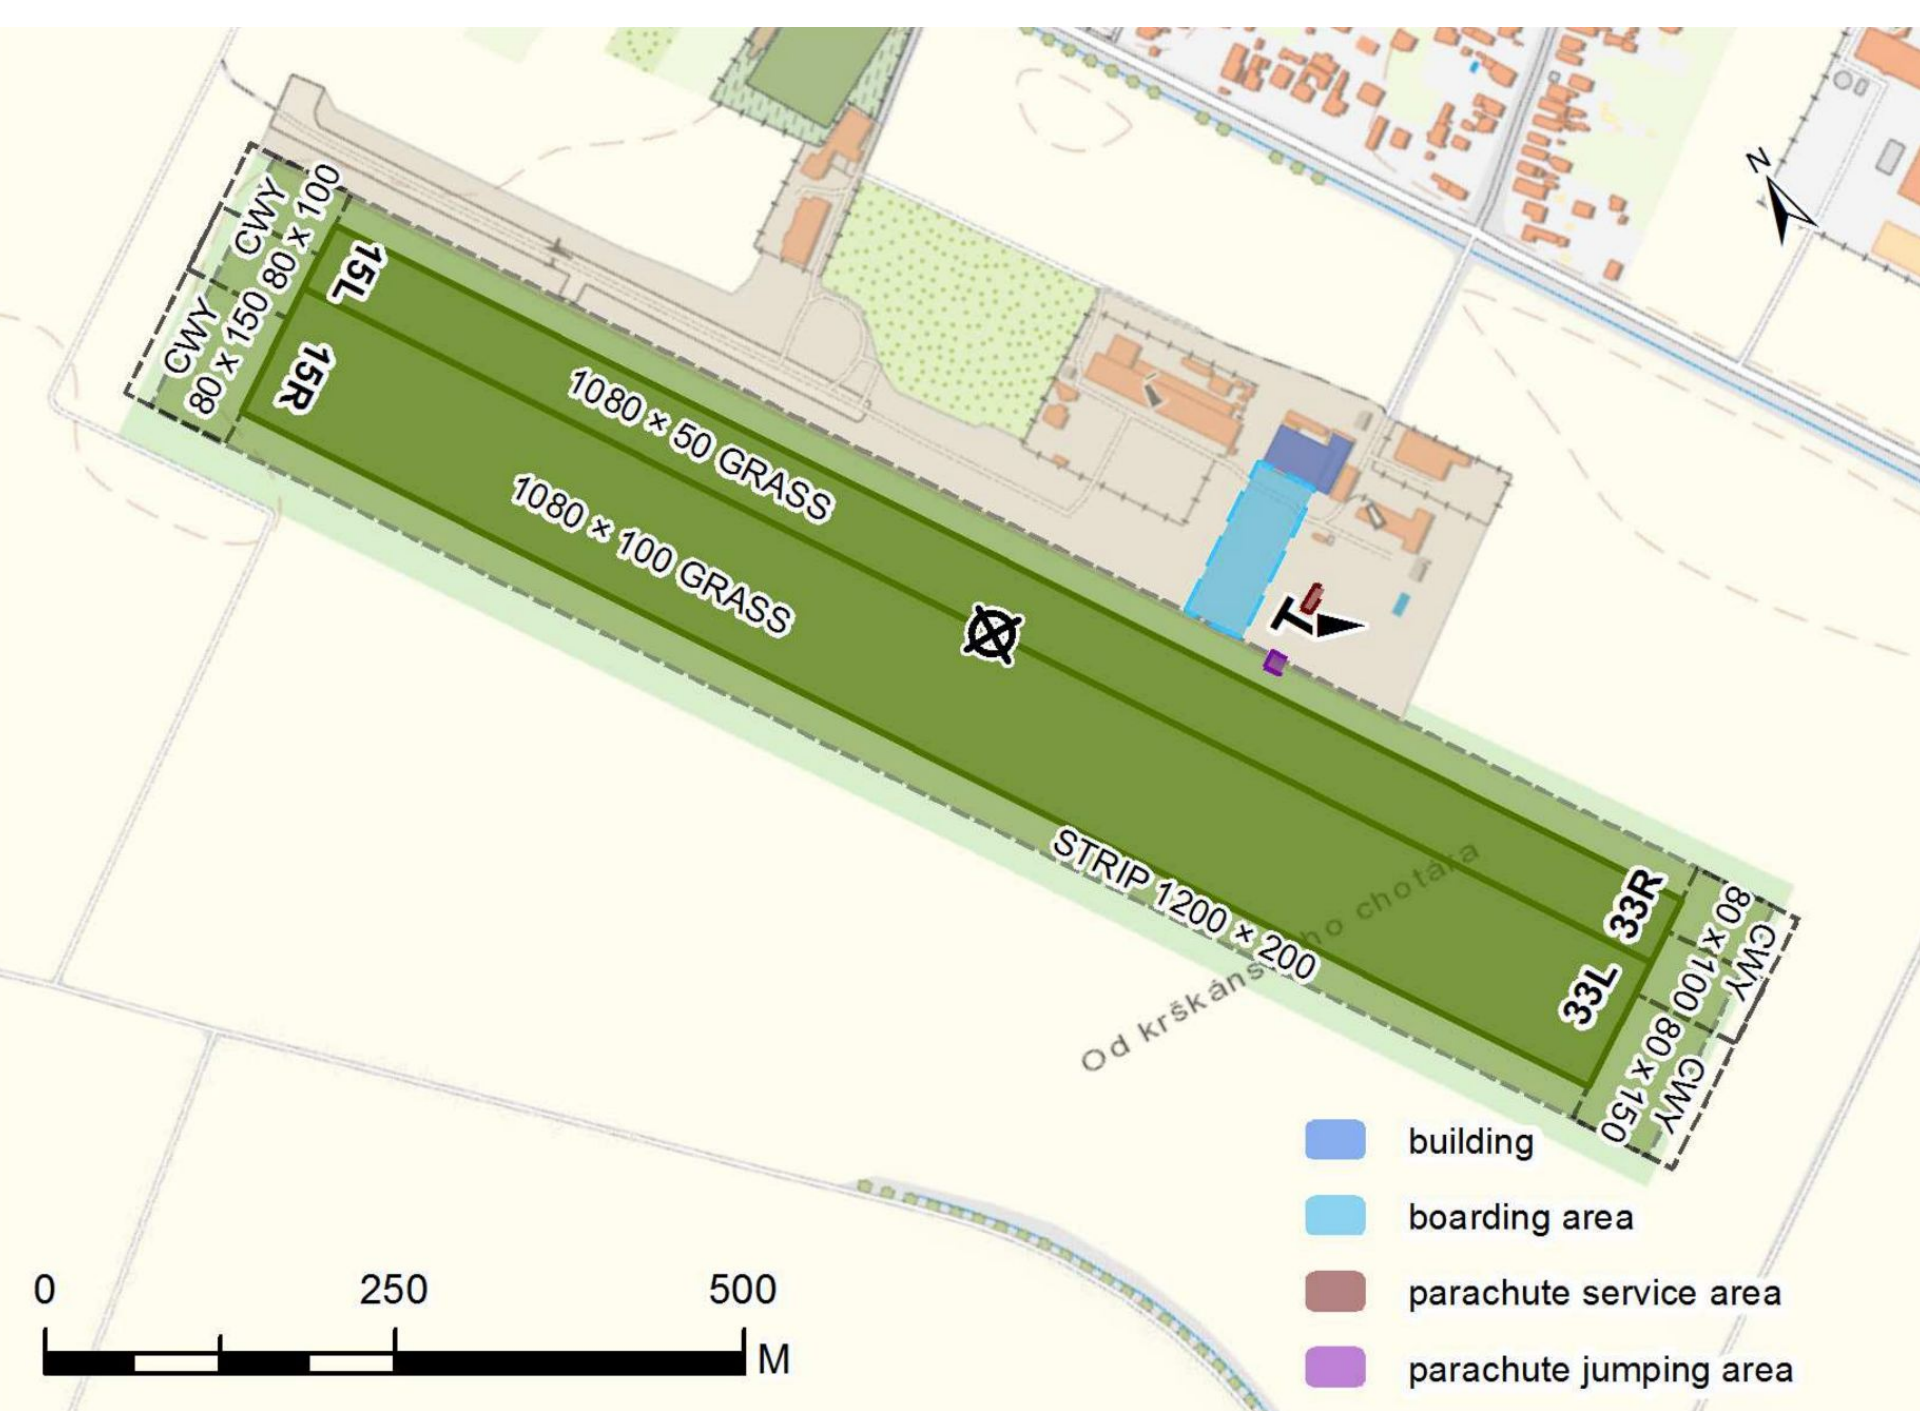 N
CWY
80 × 100
CWY
80 × 150
15L
15R
1080 × 50 GRASS
1080 × 100 GRASS
T
STRIP 1200 × 200
Od krškánskeho chotára
33R
33L
CWY
80 × 100
CWY
80 × 150
building
boarding area
parachute service area
parachute jumping area
0 250 500
M